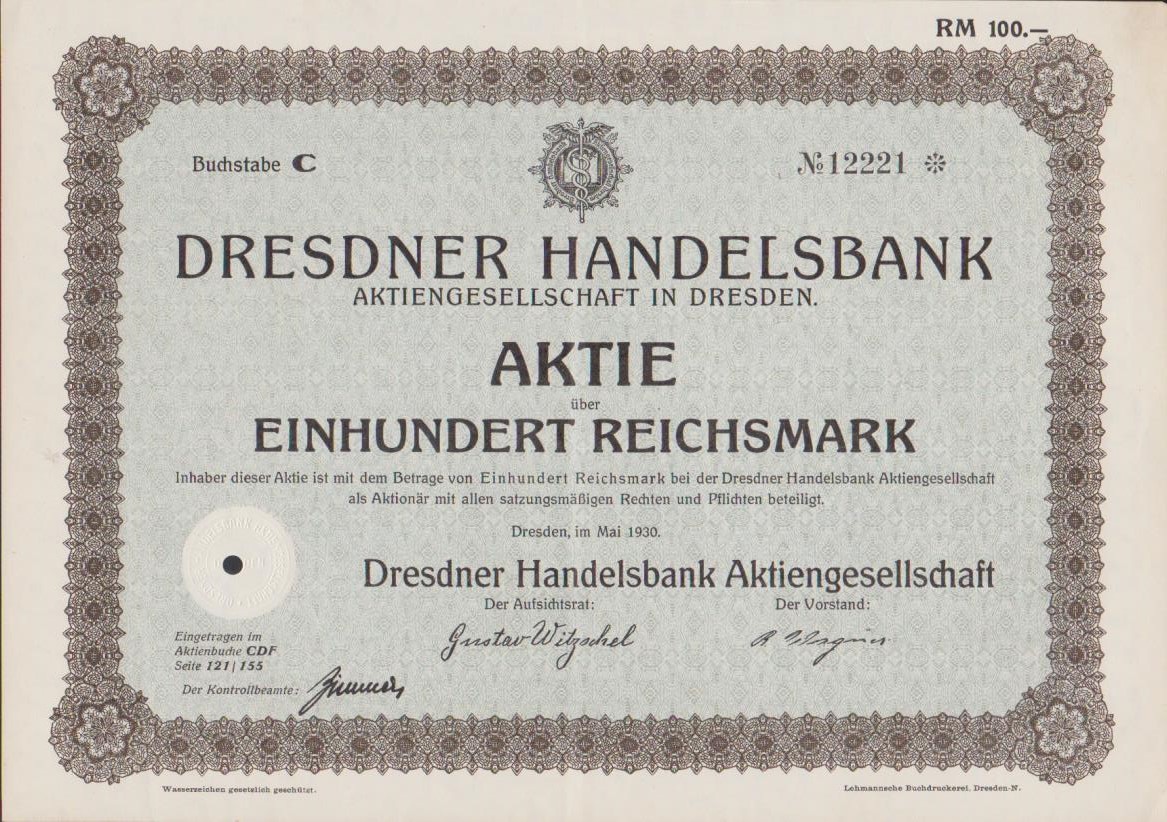 RM 100.—
Buchstabe C
№ 12221 ✻
DRESDNER HANDELSBANK
AKTIENGESELLSCHAFT IN DRESDEN.
AKTIE
über
EINHUNDERT REICHSMARK
Inhaber dieser Aktie ist mit dem Betrage von Einhundert Reichsmark bei der Dresdner Handelsbank Aktiengesellschaft
als Aktionär mit allen satzungsmäßigen Rechten und Pflichten beteiligt.
Dresden, im Mai 1930.
Dresdner Handelsbank Aktiengesellschaft
Der Aufsichtsrat:
Der Vorstand:
Gustav Witzschel
Eingetragen im
Aktienbuche CDF
Seite 121 | 155
Der Kontrollbeamte:
Wasserzeichen gesetzlich geschützt.
Lehmannsche Buchdruckerei, Dresden-N.